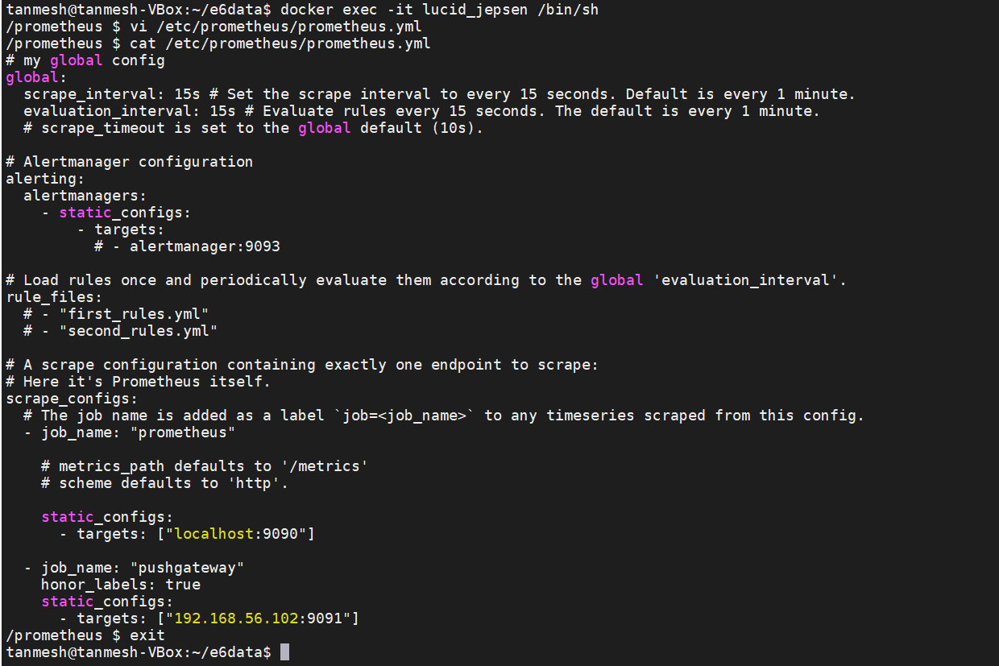 tanmesh@tanmesh-VBox:~/e6data$ docker exec -it lucid_jepsen /bin/sh
/prometheus $ vi /etc/prometheus/prometheus.yml
/prometheus $ cat /etc/prometheus/prometheus.yml
# my global config
global:
  scrape_interval: 15s # Set the scrape interval to every 15 seconds. Default is every 1 minute.
  evaluation_interval: 15s # Evaluate rules every 15 seconds. The default is every 1 minute.
  # scrape_timeout is set to the global default (10s).

# Alertmanager configuration
alerting:
  alertmanagers:
    - static_configs:
        - targets:
          # - alertmanager:9093

# Load rules once and periodically evaluate them according to the global 'evaluation_interval'.
rule_files:
  # - "first_rules.yml"
  # - "second_rules.yml"

# A scrape configuration containing exactly one endpoint to scrape:
# Here it's Prometheus itself.
scrape_configs:
  # The job name is added as a label `job=<job_name>` to any timeseries scraped from this config.
  - job_name: "prometheus"

    # metrics_path defaults to '/metrics'
    # scheme defaults to 'http'.

    static_configs:
      - targets: ["localhost:9090"]

  - job_name: "pushgateway"
    honor_labels: true
    static_configs:
      - targets: ["192.168.56.102:9091"]
/prometheus $ exit
tanmesh@tanmesh-VBox:~/e6data$